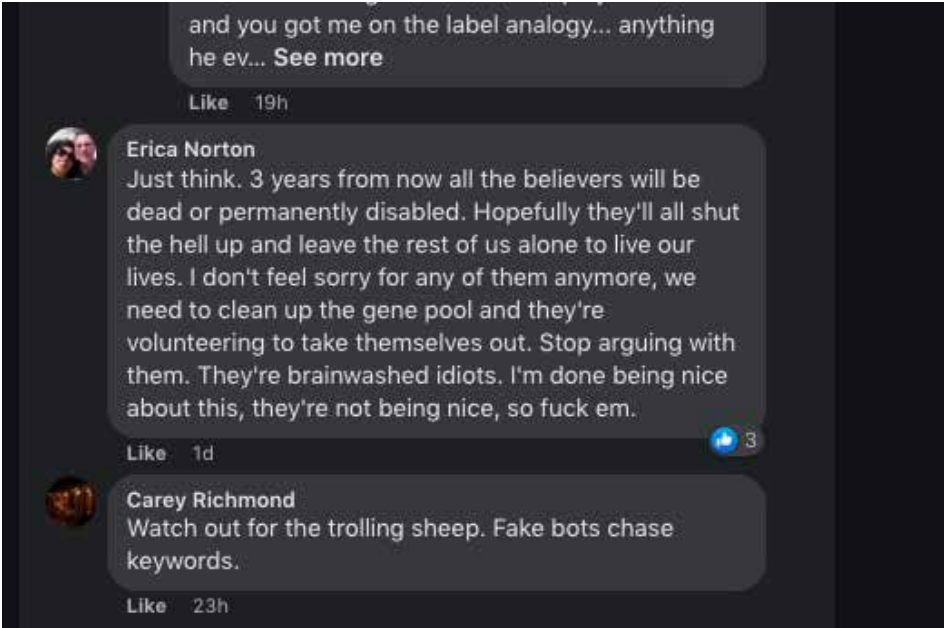 and you got me on the label analogy... anything
he ev... See more
Like 19h
Erica Norton
Just think. 3 years from now all the believers will be
dead or permanently disabled. Hopefully they'll all shut
the hell up and leave the rest of us alone to live our
lives. I don't feel sorry for any of them anymore, we
need to clean up the gene pool and they're
volunteering to take themselves out. Stop arguing with
them. They're brainwashed idiots. I'm done being nice
about this, they're not being nice, so fuck em.
3
Like 1d
Carey Richmond
Watch out for the trolling sheep. Fake bots chase
keywords.
Like 23h